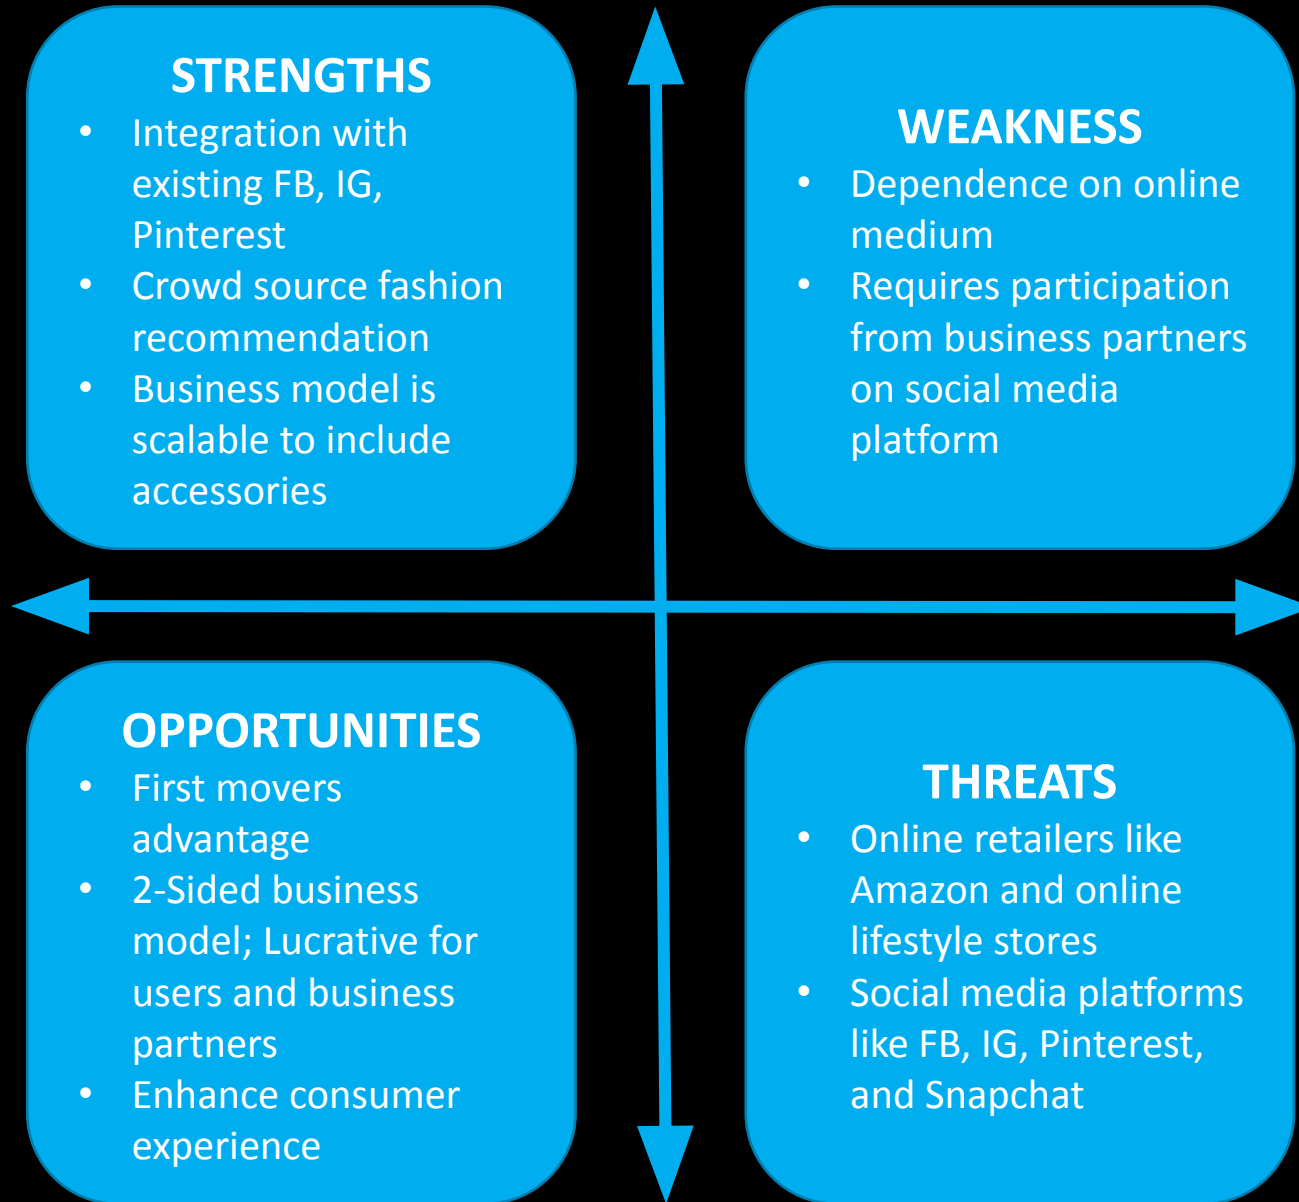 STRENGTHS
• Integration with
existing FB, IG,
Pinterest
• Crowd source fashion
recommendation
• Business model is
scalable to include
accessories
WEAKNESS
• Dependence on online
medium
• Requires participation
from business partners
on social media
platform
OPPORTUNITIES
• First movers
advantage
• 2-Sided business
model; Lucrative for
users and business
partners
• Enhance consumer
experience
THREATS
• Online retailers like
Amazon and online
lifestyle stores
• Social media platforms
like FB, IG, Pinterest,
and Snapchat